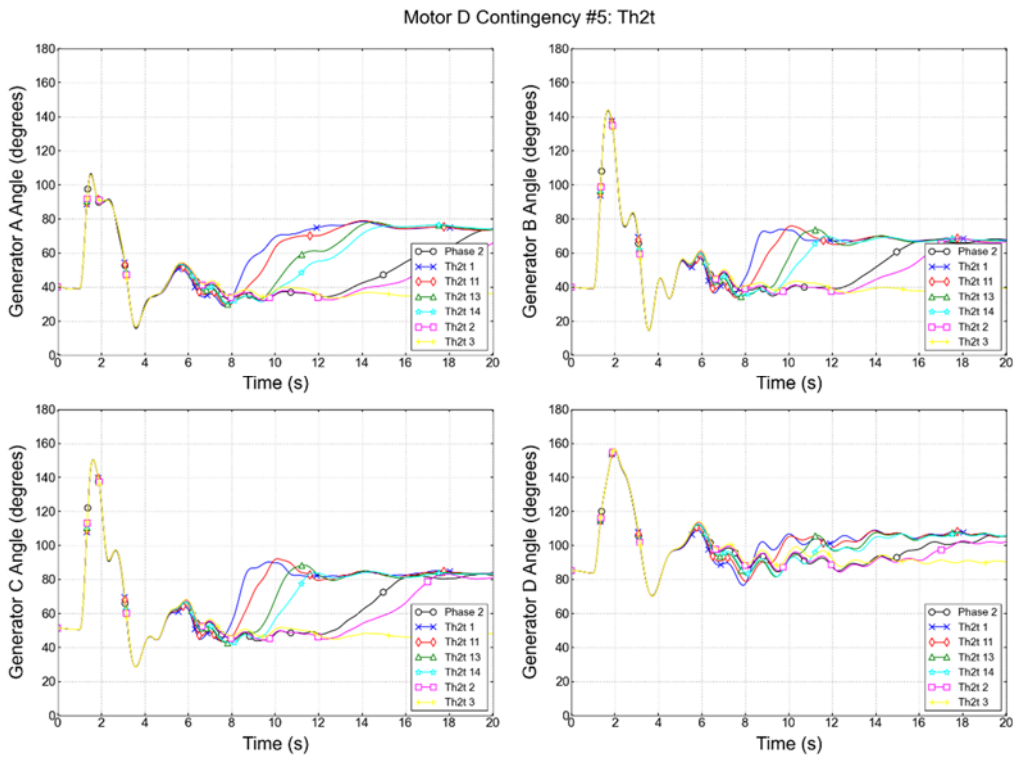 Motor D Contingency #5: Th2t
Generator A Angle (degrees)
180
160
140
120
100
80
60
40
20
0
0 2 4 6 8 10 12 14 16 18 20
Time (s)
Phase 2
Th2t 1
Th2t 11
Th2t 13
Th2t 14
Th2t 2
Th2t 3
Generator B Angle (degrees)
180
160
140
120
100
80
60
40
20
0
0 2 4 6 8 10 12 14 16 18 20
Time (s)
Phase 2
Th2t 1
Th2t 11
Th2t 13
Th2t 14
Th2t 2
Th2t 3
Generator C Angle (degrees)
180
160
140
120
100
80
60
40
20
0
0 2 4 6 8 10 12 14 16 18 20
Time (s)
Phase 2
Th2t 1
Th2t 11
Th2t 13
Th2t 14
Th2t 2
Th2t 3
Generator D Angle (degrees)
180
160
140
120
100
80
60
40
20
0
0 2 4 6 8 10 12 14 16 18 20
Time (s)
Phase 2
Th2t 1
Th2t 11
Th2t 13
Th2t 14
Th2t 2
Th2t 3